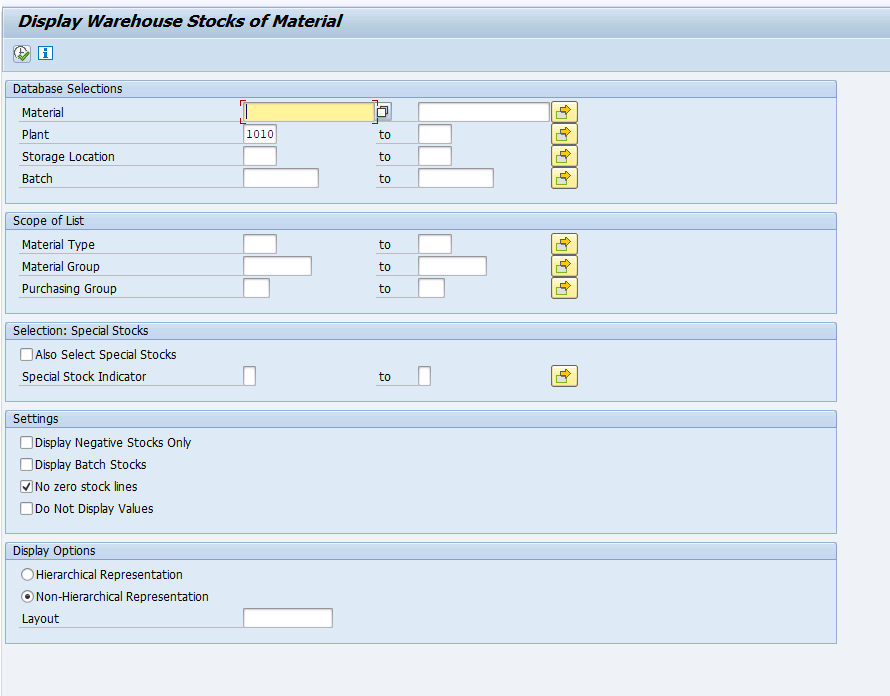 Display Warehouse Stocks of Material
Database Selections
Material
Plant 1010 to
Storage Location to
Batch to
Scope of List
Material Type to
Material Group to
Purchasing Group to
Selection: Special Stocks
Also Select Special Stocks
Special Stock Indicator to
Settings
Display Negative Stocks Only
Display Batch Stocks
No zero stock lines
Do Not Display Values
Display Options
Hierarchical Representation
Non-Hierarchical Representation
Layout